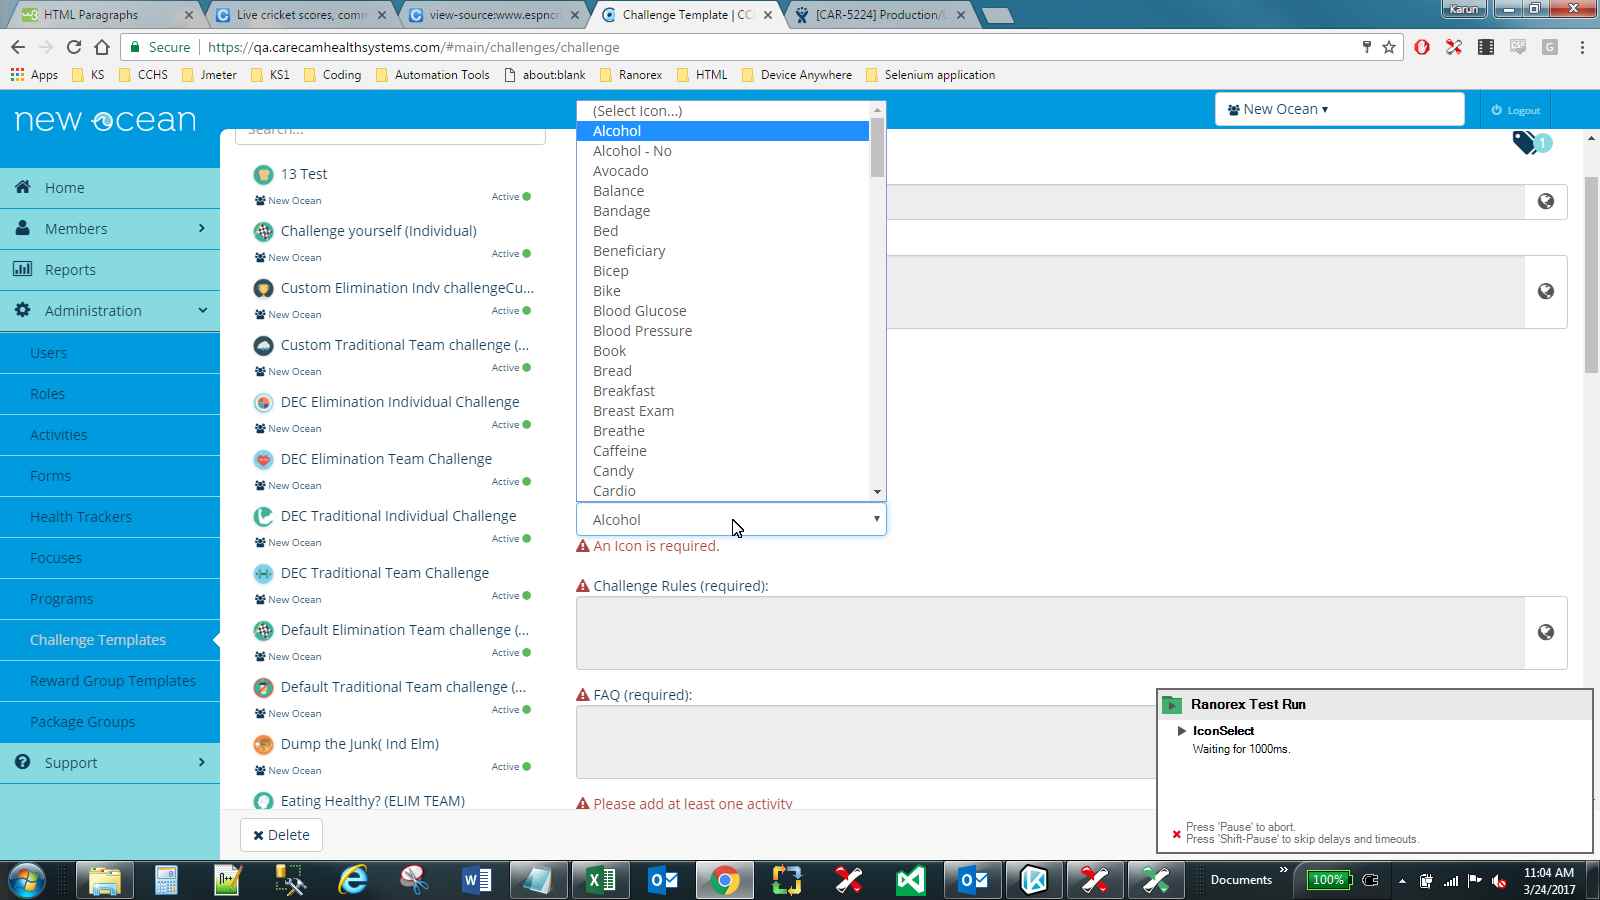 HTML Paragraphs
Live cricket scores, comm
view-source:www.espnc
Challenge Template | CC
[CAR-5224] Production/
Karun
Secure
https://qa.carecamhealthsystems.com/#main/challenges/challenge
Apps
KS
CCHS
Jmeter
KS1
Coding
Automation Tools
about:blank
Ranorex
HTML
Device Anywhere
Selenium application
new ocean
New Ocean ▾
Logout
Home
Members
Reports
Administration
Users
Roles
Activities
Forms
Health Trackers
Focuses
Programs
Challenge Templates
Reward Group Templates
Package Groups
Support
Search...
13 Test
New Ocean
Active
Challenge yourself (Individual)
New Ocean
Active
Custom Elimination Indv challengeCu...
New Ocean
Active
Custom Traditional Team challenge (...
New Ocean
Active
DEC Elimination Individual Challenge
New Ocean
Active
DEC Elimination Team Challenge
New Ocean
Active
DEC Traditional Individual Challenge
New Ocean
Active
DEC Traditional Team Challenge
New Ocean
Active
Default Elimination Team challenge (...
New Ocean
Active
Default Traditional Team challenge (...
New Ocean
Active
Dump the Junk( Ind Elm)
New Ocean
Active
Eating Healthy? (ELIM TEAM)
Delete
(Select Icon...)
Alcohol
Alcohol - No
Avocado
Balance
Bandage
Bed
Beneficiary
Bicep
Bike
Blood Glucose
Blood Pressure
Book
Bread
Breakfast
Breast Exam
Breathe
Caffeine
Candy
Cardio
Alcohol
An Icon is required.
Challenge Rules (required):
FAQ (required):
Please add at least one activity
1
Ranorex Test Run
IconSelect
Waiting for 1000ms.
Press 'Pause' to abort.
Press 'Shift-Pause' to skip delays and timeouts.
Documents
100%
11:04 AM
3/24/2017